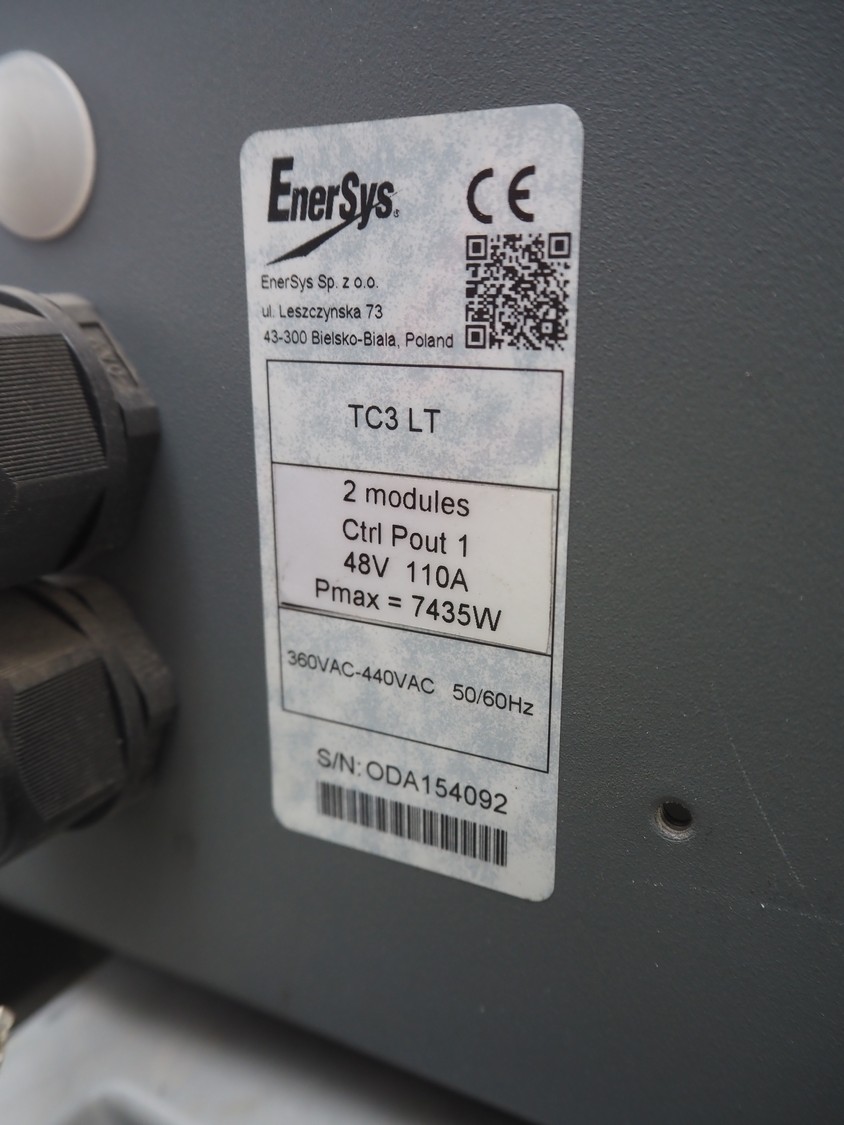 EnerSys
CE
EnerSys Sp. z o.o.
ul. Leszczynska 73
43-300 Bielsko-Biala, Poland
TC3 LT
2 modules
Ctrl Pout 1
48V 110A
Pmax = 7435W
360VAC-440VAC 50/60Hz
S/N: ODA154092